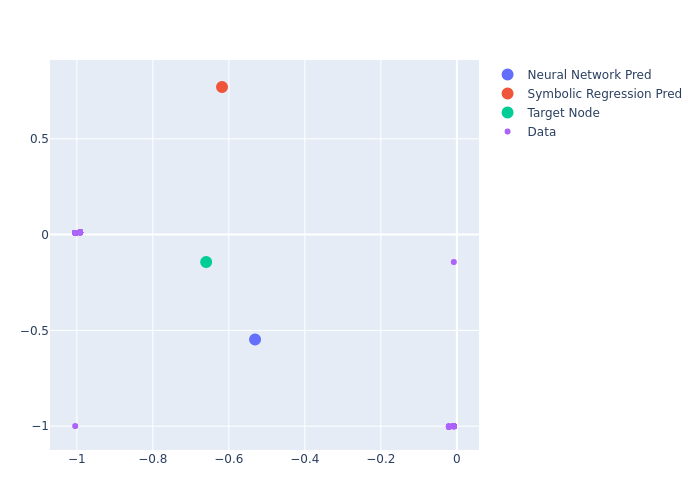 Neural Network Pred
Symbolic Regression Pred
Target Node
Data
0.5
0
−0.5
−1
−1
−0.8
−0.6
−0.4
−0.2
0